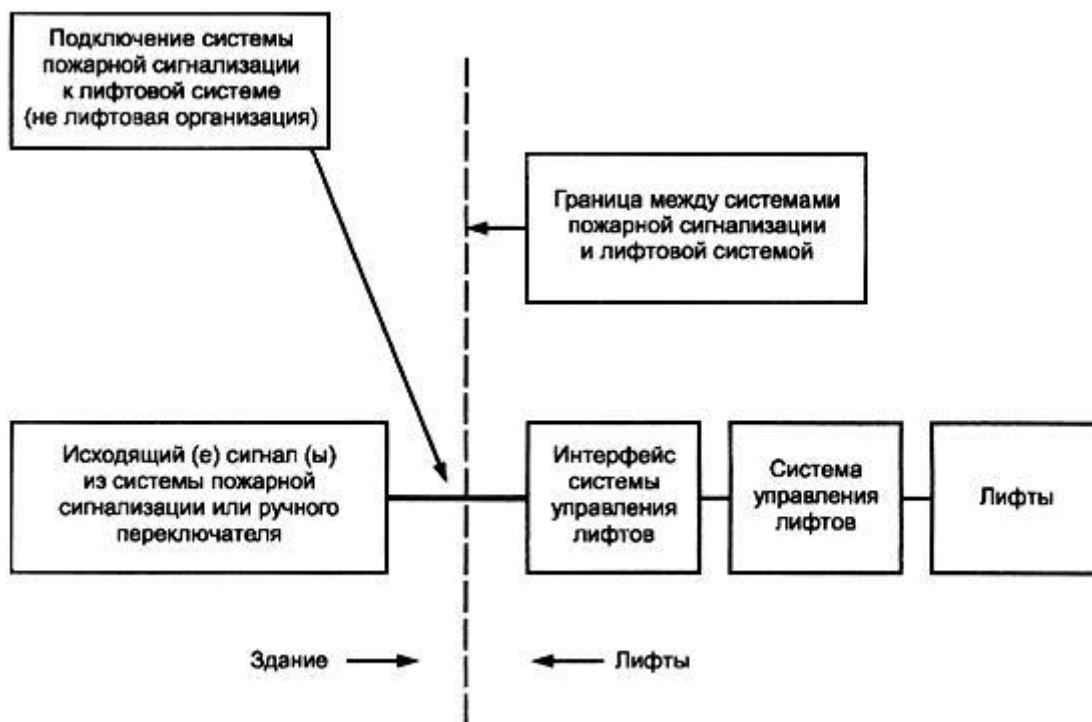 Подключение системы
пожарной сигнализации
к лифтовой системе
(не лифтовая организация)
Граница между системами
пожарной сигнализации
и лифтовой системой
Исходящий (е) сигнал (ы)
из системы пожарной
сигнализации или ручного
переключателя
Интерфейс
системы
управления
лифтов
Система
управления
лифтов
Лифты
Здание
Лифты